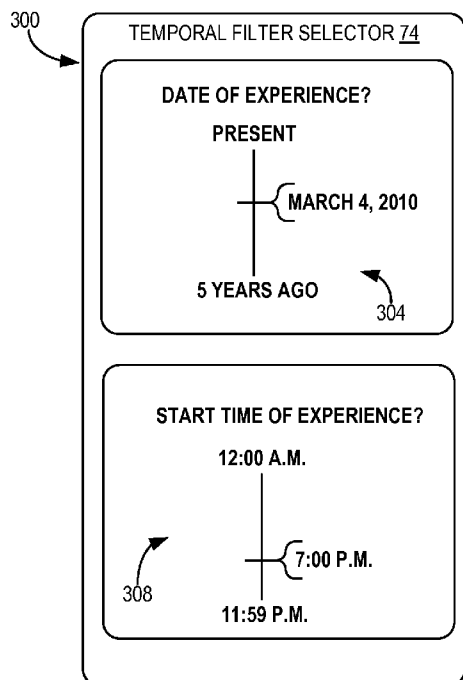 300
TEMPORAL FILTER SELECTOR 74
DATE OF EXPERIENCE?
PRESENT
MARCH 4, 2010
5 YEARS AGO
304
START TIME OF EXPERIENCE?
12:00 A.M.
7:00 P.M.
308
11:59 P.M.